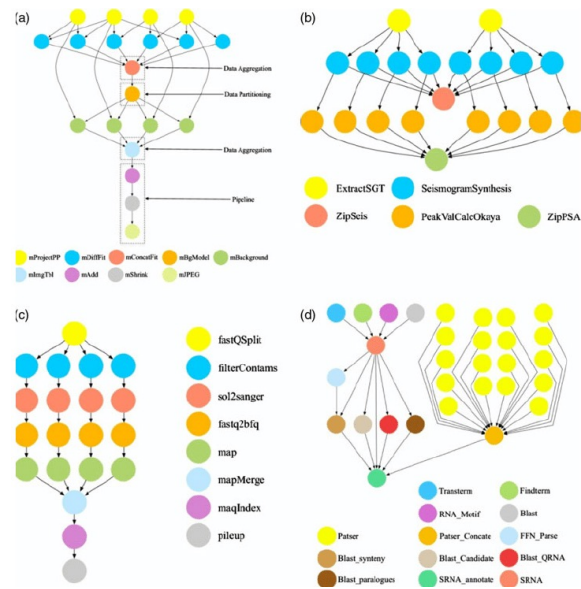 (a)
Data Aggregation
Data Partitioning
Data Aggregation
Pipeline
mProjectPP mDiffFit mConcatFit mBgModel mBackground
mImgTbl mAdd mShrink mJPEG
(b)
ExtractSGT SeismogramSynthesis
ZipSeis PeakValCalcOkaya ZipPSA
(c)
fastQSplit
filterContams
sol2sanger
fastq2bfq
map
mapMerge
maqIndex
pileup
(d)
Transterm Findterm
RNA_Motif Blast
Patser Patser_Concate FFN_Parse
Blast_synteny Blast_Candidate Blast_QRNA
Blast_paralogues SRNA_annotate SRNA